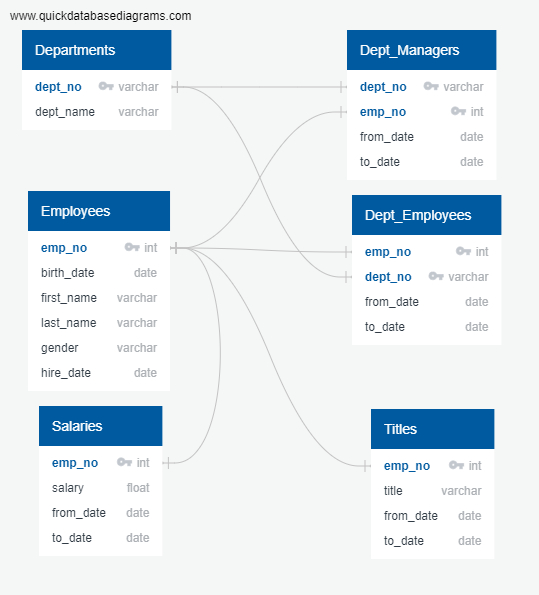 www.quickdatabasediagrams.com
Departments
dept_no varchar
dept_name varchar
Dept_Managers
dept_no varchar
emp_no int
from_date date
to_date date
Employees
emp_no int
birth_date date
first_name varchar
last_name varchar
gender varchar
hire_date date
Dept_Employees
emp_no int
dept_no varchar
from_date date
to_date date
Salaries
emp_no int
salary float
from_date date
to_date date
Titles
emp_no int
title varchar
from_date date
to_date date